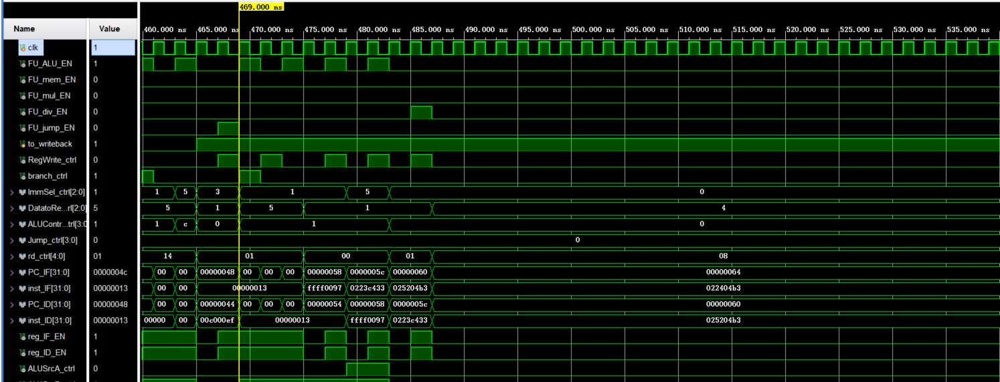 469.000 ns
Name Value 460.000 ns 465.000 ns 470.000 ns 475.000 ns 480.000 ns 485.000 ns 490.000 ns 495.000 ns 500.000 ns 505.000 ns 510.000 ns 515.000 ns 520.000 ns 525.000 ns 530.000 ns 535.000 ns
clk 1
FU_ALU_EN 1
FU_mem_EN 0
FU_mul_EN 0
FU_div_EN 0
FU_jump_EN 0
to_writeback 1
RegWrite_ctrl 0
branch_ctrl 1
ImmSel_ctrl[2:0] 1 1 5 3 1 5 0
DatatoRe...rl[2:0] 5 5 1 5 1 4
ALUContr...trl[3:0 1 1 c 0 1 0
Jump_ctrl[3:0] 0 0
rd_ctrl[4:0] 01 14 01 00 01 08
PC_IF[31:0] 0000004c 00 00 00000048 00 00 00 00000058 0000005c 00000060 00000064
inst_IF[31:0] 00000013 00 00 00000013 ffff0097 0223c433 025204b3 022404b3
PC_ID[31:0] 00000048 00 00 00000044 00 00 00 00000054 00000058 0000005c 00000060
inst_ID[31:0] 00000013 00000 00 00c000ef 00000013 ffff0097 0223c433 025204b3
reg_IF_EN 1
reg_ID_EN 1
ALUSrcA_ctrl 0